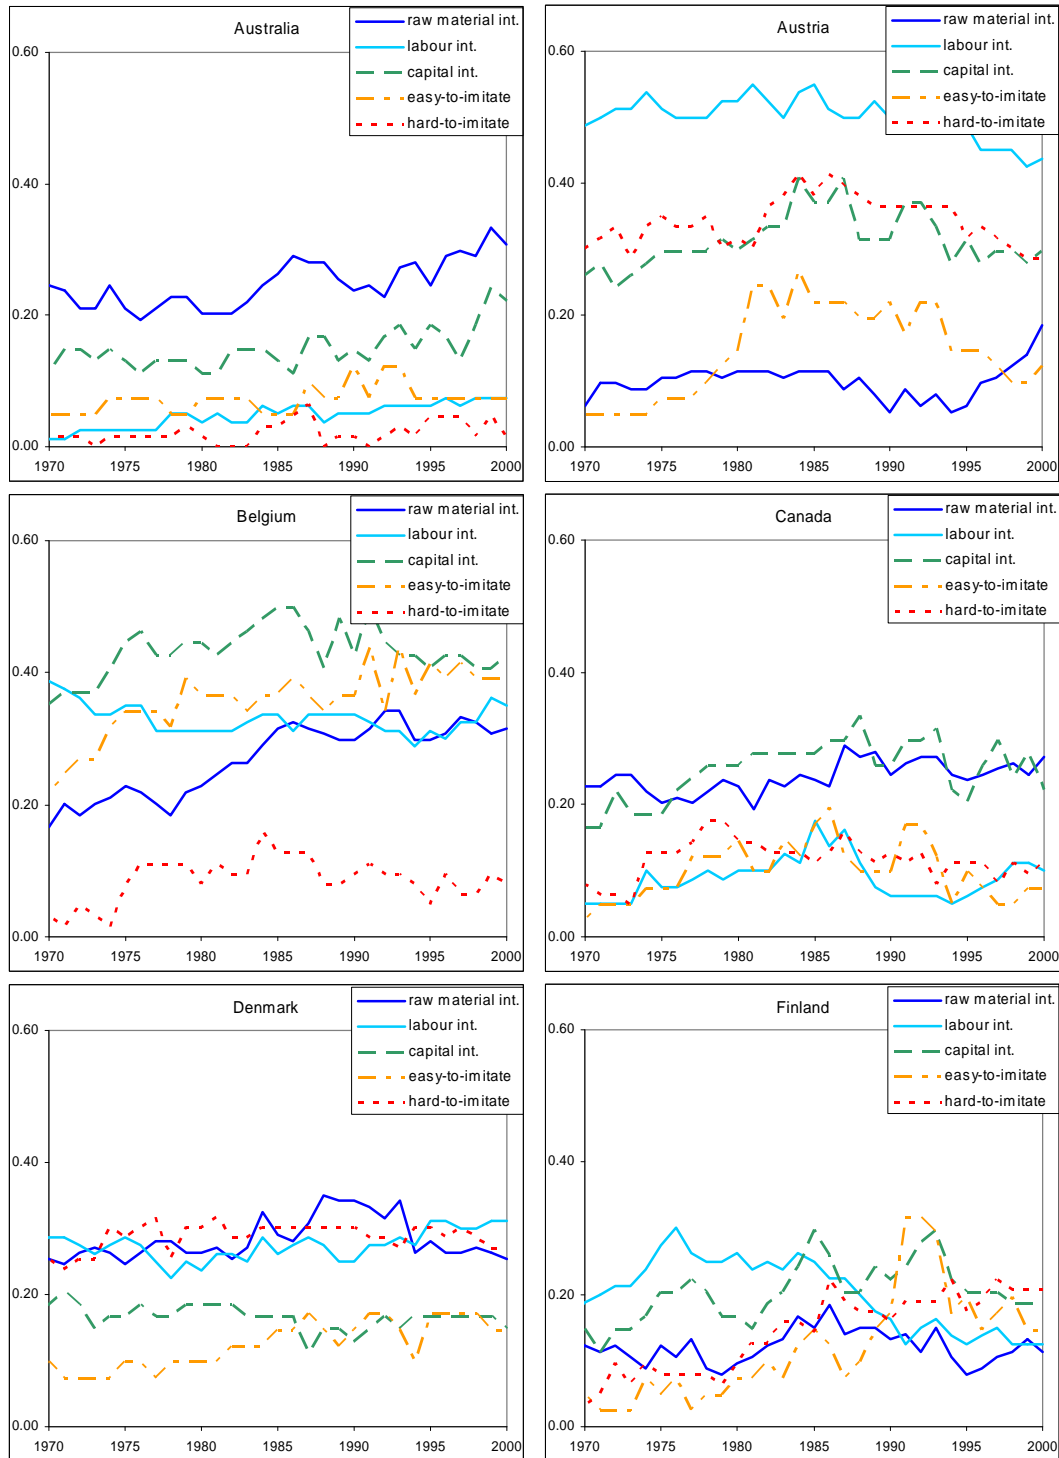 Australia
raw material int.
labour int.
capital int.
easy-to-imitate
hard-to-imitate
0.60
0.40
0.20
0.00
1970 1975 1980 1985 1990 1995 2000
Austria
raw material int.
labour int.
capital int.
easy-to-imitate
hard-to-imitate
0.60
0.40
0.20
0.00
1970 1975 1980 1985 1990 1995 2000
Belgium
raw material int.
labour int.
capital int.
easy-to-imitate
hard-to-imitate
0.60
0.40
0.20
0.00
1970 1975 1980 1985 1990 1995 2000
Canada
raw material int.
labour int.
capital int.
easy-to-imitate
hard-to-imitate
0.60
0.40
0.20
0.00
1970 1975 1980 1985 1990 1995 2000
Denmark
raw material int.
labour int.
capital int.
easy-to-imitate
hard-to-imitate
0.60
0.40
0.20
0.00
1970 1975 1980 1985 1990 1995 2000
Finland
raw material int.
labour int.
capital int.
easy-to-imitate
hard-to-imitate
0.60
0.40
0.20
0.00
1970 1975 1980 1985 1990 1995 2000